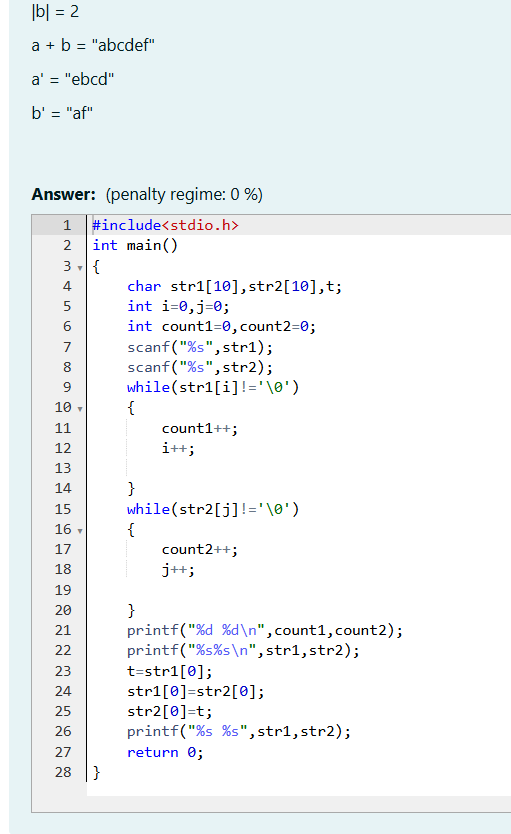 |b| = 2
a + b = "abcdef"
a' = "ebcd"
b' = "af"
Answer: (penalty regime: 0 %)
1 #include<stdio.h>
2 int main()
3 {
4 char str1[10],str2[10],t;
5 int i=0,j=0;
6 int count1=0,count2=0;
7 scanf("%s",str1);
8 scanf("%s",str2);
9 while(str1[i]!='\0')
10 {
11 count1++;
12 i++;
13
14 }
15 while(str2[j]!='\0')
16 {
17 count2++;
18 j++;
19
20 }
21 printf("%d %d\n",count1,count2);
22 printf("%s%s\n",str1,str2);
23 t=str1[0];
24 str1[0]=str2[0];
25 str2[0]=t;
26 printf("%s %s",str1,str2);
27 return 0;
28 }